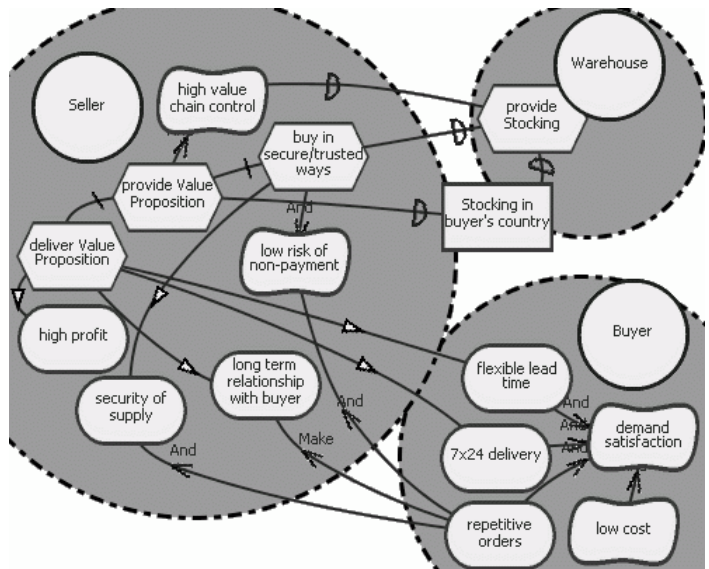 Seller
high value
chain control
Warehouse
provide
Stocking
buy in
secure/trusted
ways
provide Value
Proposition
And
Stocking in
buyer's country
deliver Value
Proposition
low risk of
non-payment
high profit
Buyer
long term
relationship
with buyer
flexible lead
time
security of
supply
And
And
And
demand
satisfaction
And
Make
And
7x24 delivery
repetitive
orders
low cost